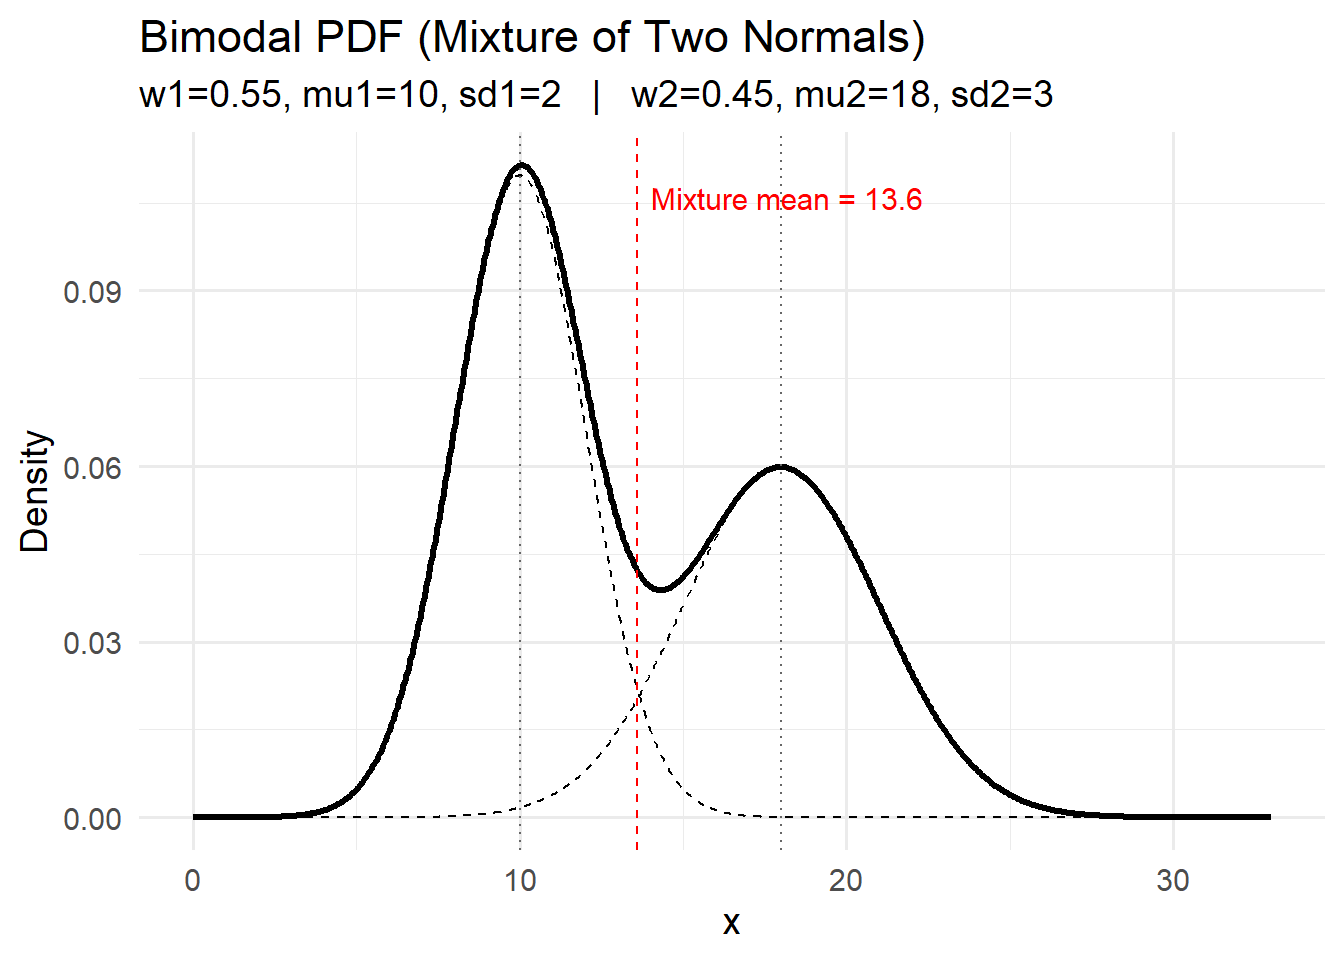 Bimodal PDF (Mixture of Two Normals)
w1=0.55, mu1=10, sd1=2 | w2=0.45, mu2=18, sd2=3
Mixture mean = 13.6
0.09
0.06
0.03
0.00
Density
0
10
20
30
x